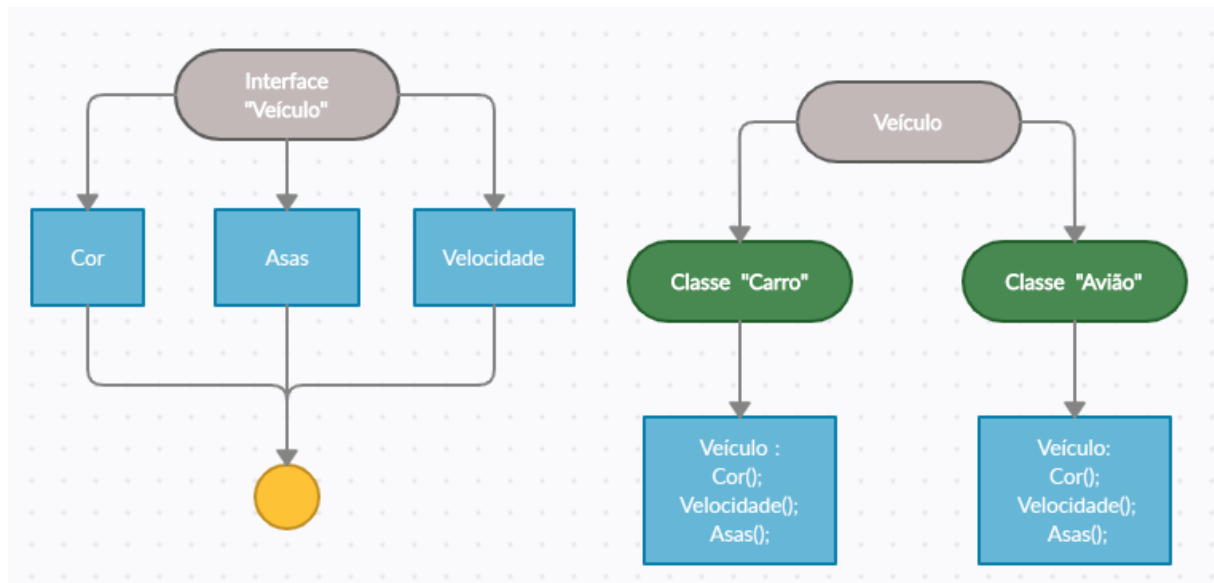 Interface
"Veículo"
Cor
Asas
Velocidade
Veículo
Classe "Carro"
Classe "Avião"
Veículo :
Cor();
Velocidade();
Asas();
Veículo:
Cor();
Velocidade();
Asas();